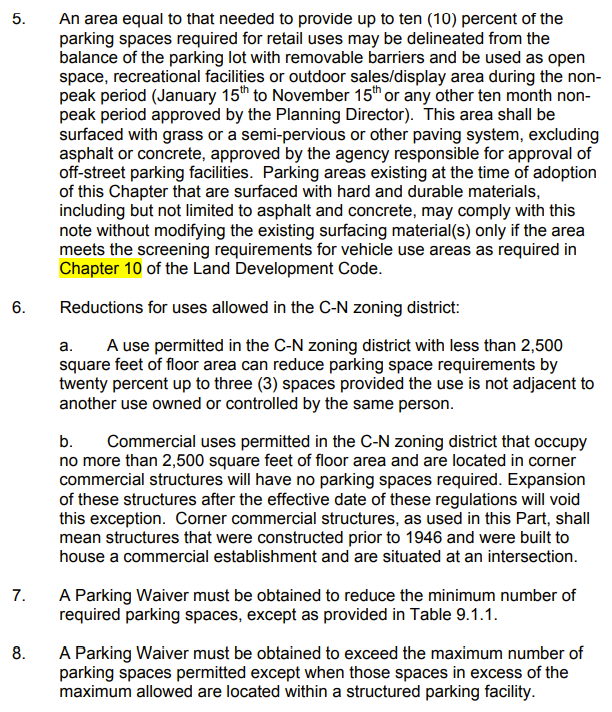 5. An area equal to that needed to provide up to ten (10) percent of the
parking spaces required for retail uses may be delineated from the
balance of the parking lot with removable barriers and be used as open
space, recreational facilities or outdoor sales/display area during the non-
peak period (January 15th to November 15th or any other ten month non-
peak period approved by the Planning Director). This area shall be
surfaced with grass or a semi-pervious or other paving system, excluding
asphalt or concrete, approved by the agency responsible for approval of
off-street parking facilities. Parking areas existing at the time of adoption
of this Chapter that are surfaced with hard and durable materials,
including but not limited to asphalt and concrete, may comply with this
note without modifying the existing surfacing material(s) only if the area
meets the screening requirements for vehicle use areas as required in
Chapter 10 of the Land Development Code.
6. Reductions for uses allowed in the C-N zoning district:
a. A use permitted in the C-N zoning district with less than 2,500
square feet of floor area can reduce parking space requirements by
twenty percent up to three (3) spaces provided the use is not adjacent to
another use owned or controlled by the same person.
b. Commercial uses permitted in the C-N zoning district that occupy
no more than 2,500 square feet of floor area and are located in corner
commercial structures will have no parking spaces required. Expansion
of these structures after the effective date of these regulations will void
this exception. Corner commercial structures, as used in this Part, shall
mean structures that were constructed prior to 1946 and were built to
house a commercial establishment and are situated at an intersection.
7. A Parking Waiver must be obtained to reduce the minimum number of
required parking spaces, except as provided in Table 9.1.1.
8. A Parking Waiver must be obtained to exceed the maximum number of
parking spaces permitted except when those spaces in excess of the
maximum allowed are located within a structured parking facility.